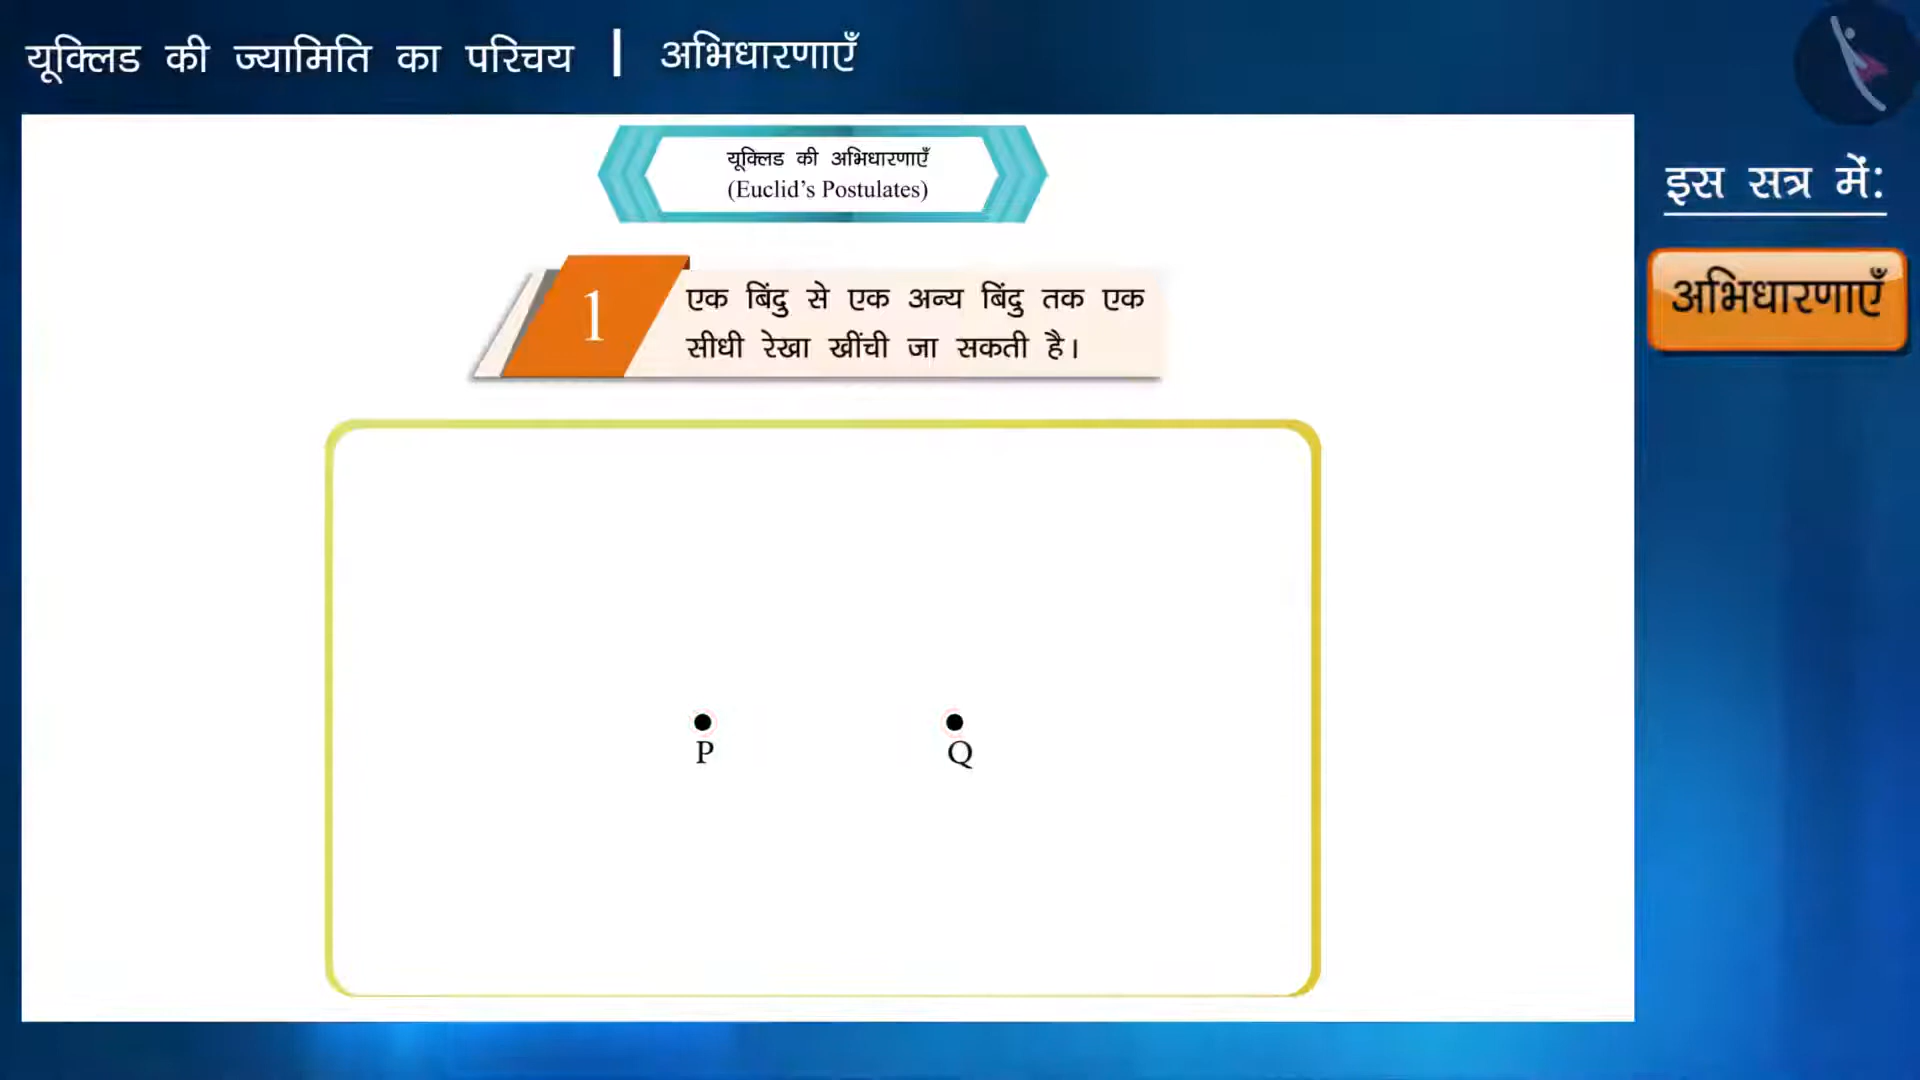 यूक्लिड की ज्यामिति का परिचय | अभिधारणाएँ
यूक्लिड की अभिधारणाएँ
(Euclid’s Postulates)
1
एक बिंदु से एक अन्य बिंदु तक एक
सीधी रेखा खींची जा सकती है।
P
Q
इस सत्र में:
अभिधारणाएँ